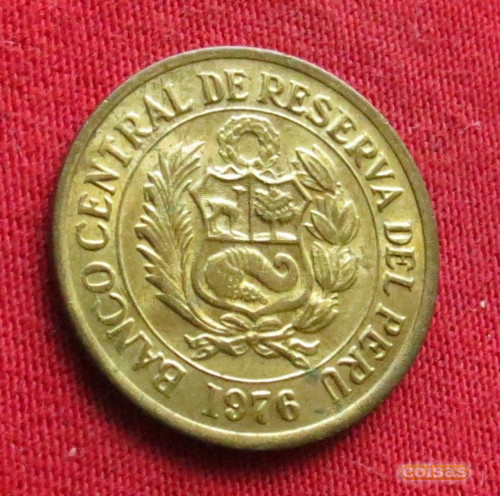 BANCO CENTRAL DE RESERVA DEL PERU
1976
coisas